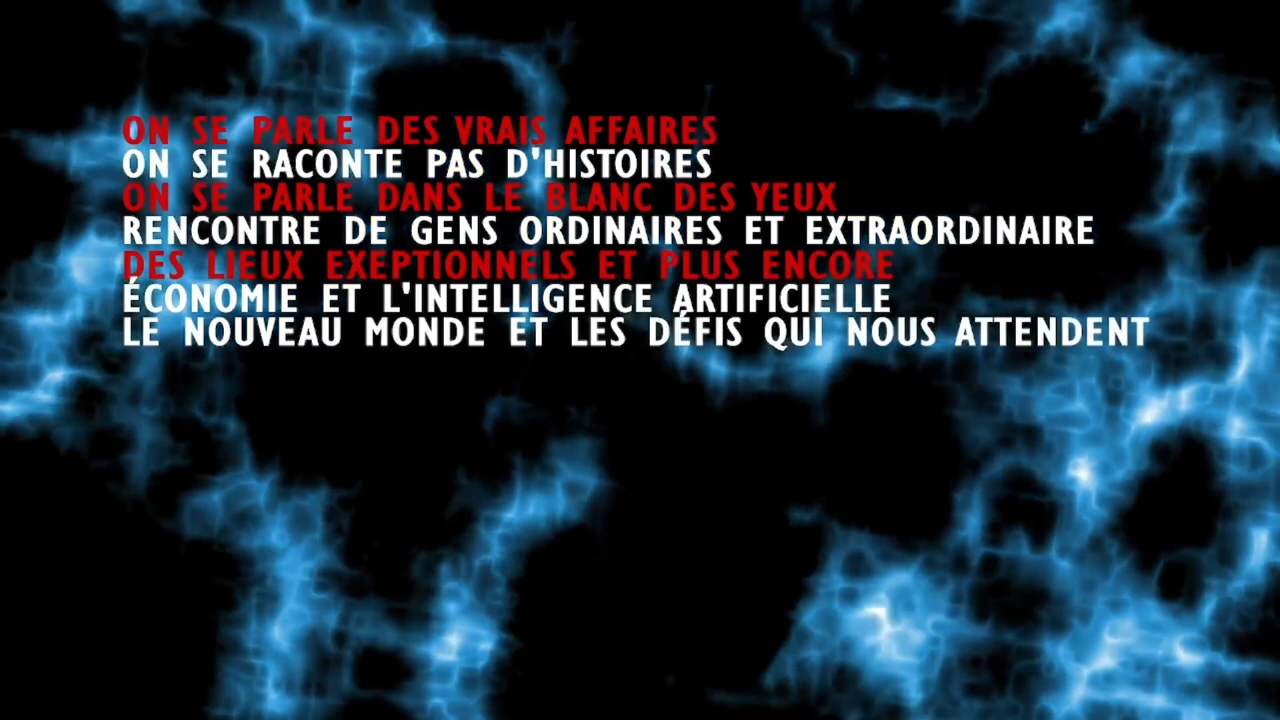 ON SE PARLE DES VRAIS AFFAIRES
ON SE RACONTE PAS D'HISTOIRES
ON SE PARLE DANS LE BLANC DES YEUX
RENCONTRE DE GENS ORDINAIRES ET EXTRAORDINAIRE
DES LIEUX EXEPTIONNELS ET PLUS ENCORE
ÉCONOMIE ET L'INTELLIGENCE ARTIFICIELLE
LE NOUVEAU MONDE ET LES DÉFIS QUI NOUS ATTENDENT